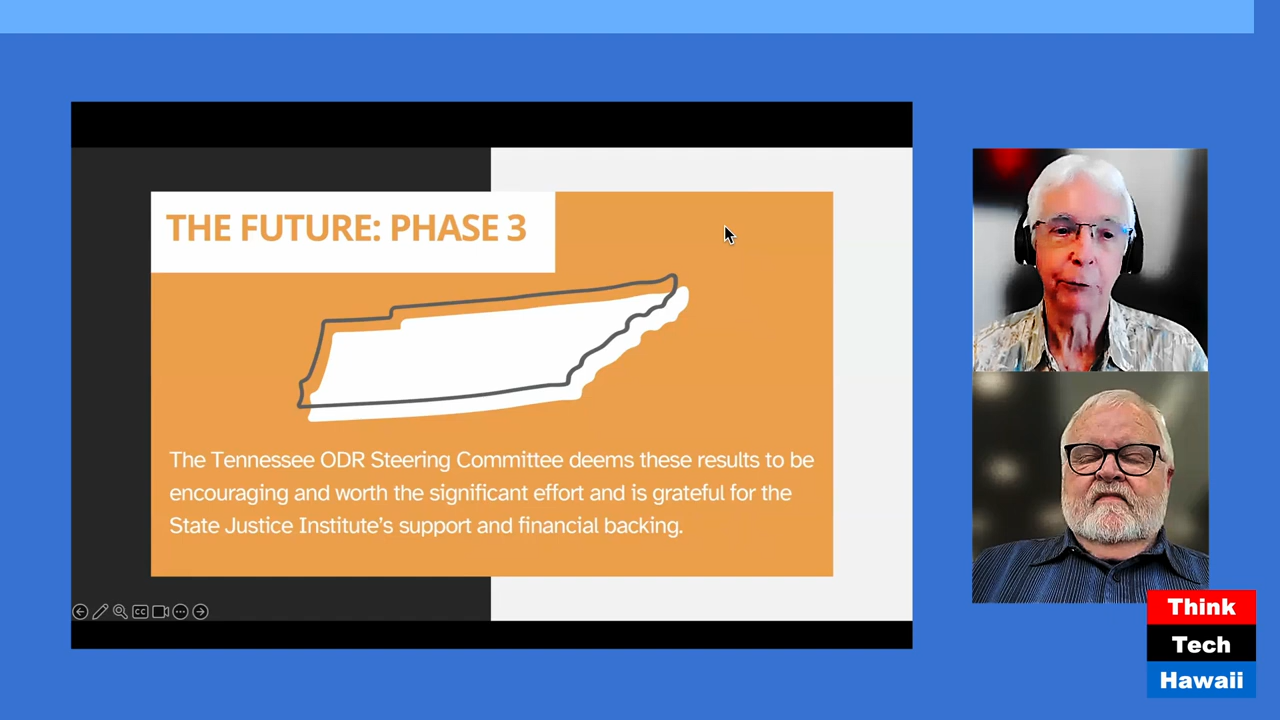 THE FUTURE: PHASE 3
The Tennessee ODR Steering Committee deems these results to be
encouraging and worth the significant effort and is grateful for the
State Justice Institute's support and financial backing.
CC
Think
Tech
Hawaii